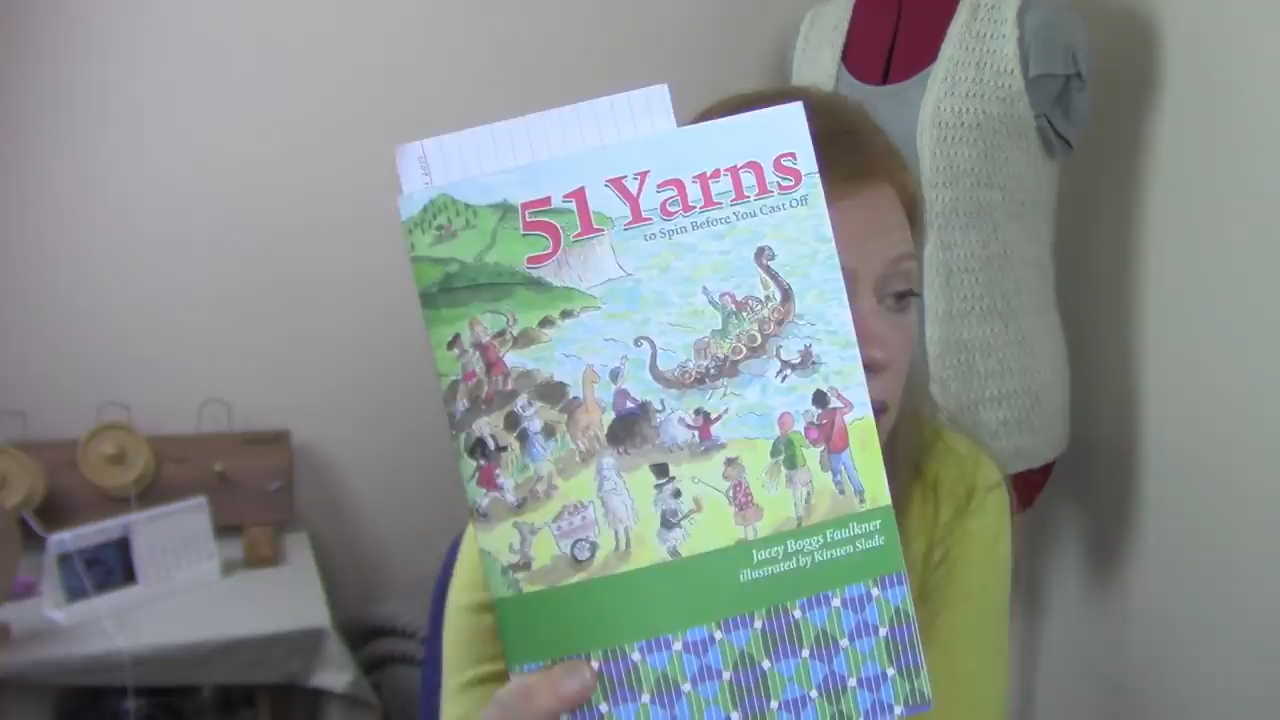 51 Yarns
to Spin Before You Cast Off
Jacey Boggs Faulkner
illustrated by Kirsten Slade